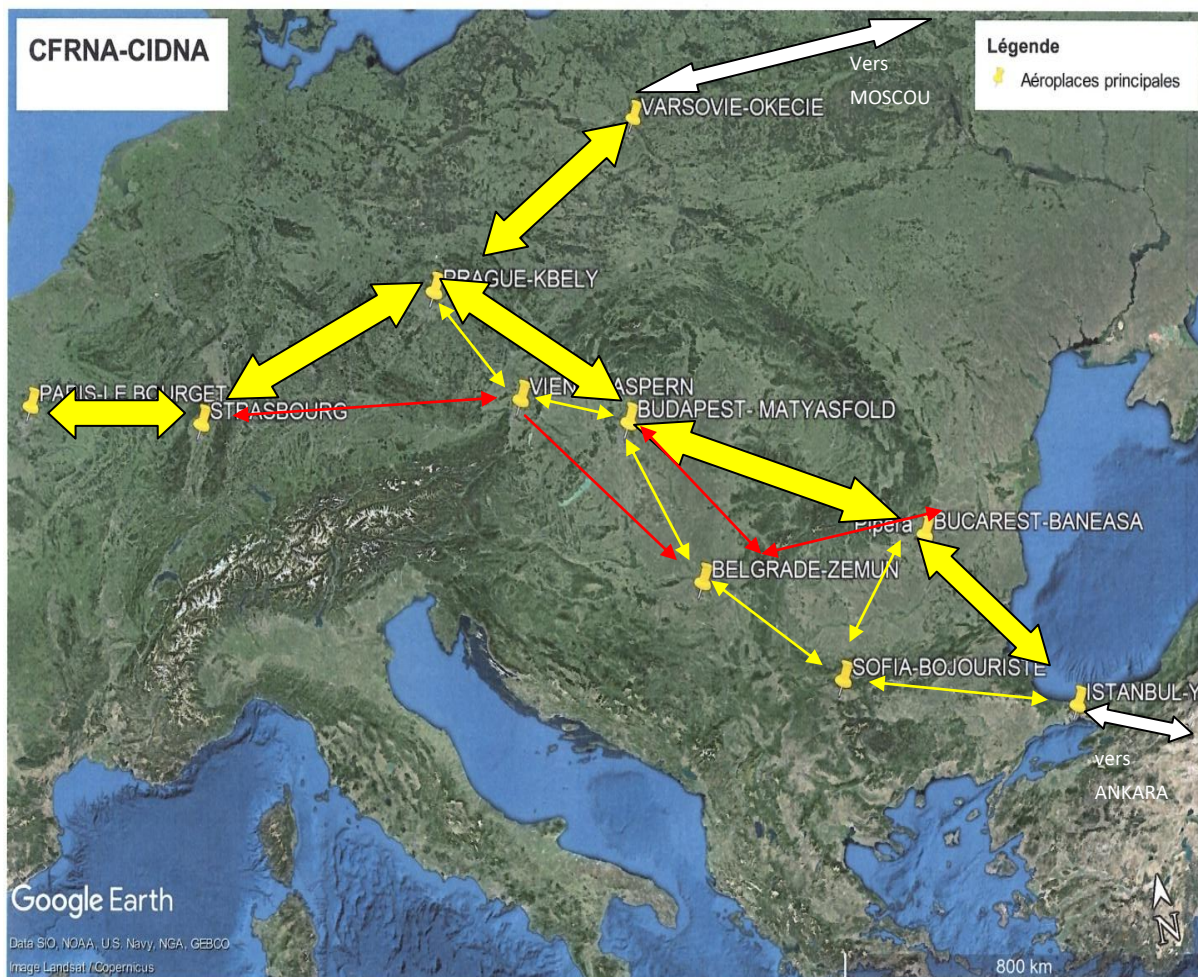 CFRNA-CIDNA
Légende
Aéroplaces principales
Vers
MOSCOU
VARSOVIE-OKECIE
PRAGUE-KBELY
PARIS-LE BOURGET
STRASBOURG
VIENNE-ASPERN
BUDAPEST- MATYASFOLD
Pipera
BUCAREST-BANEASA
BELGRADE-ZEMUN
SOFIA-BOJOURISTE
ISTANBUL-Y
vers
ANKARA
Google Earth
Data SIO, NOAA, U.S. Navy, NGA, GEBCO
Image Landsat / Copernicus
N
800 km